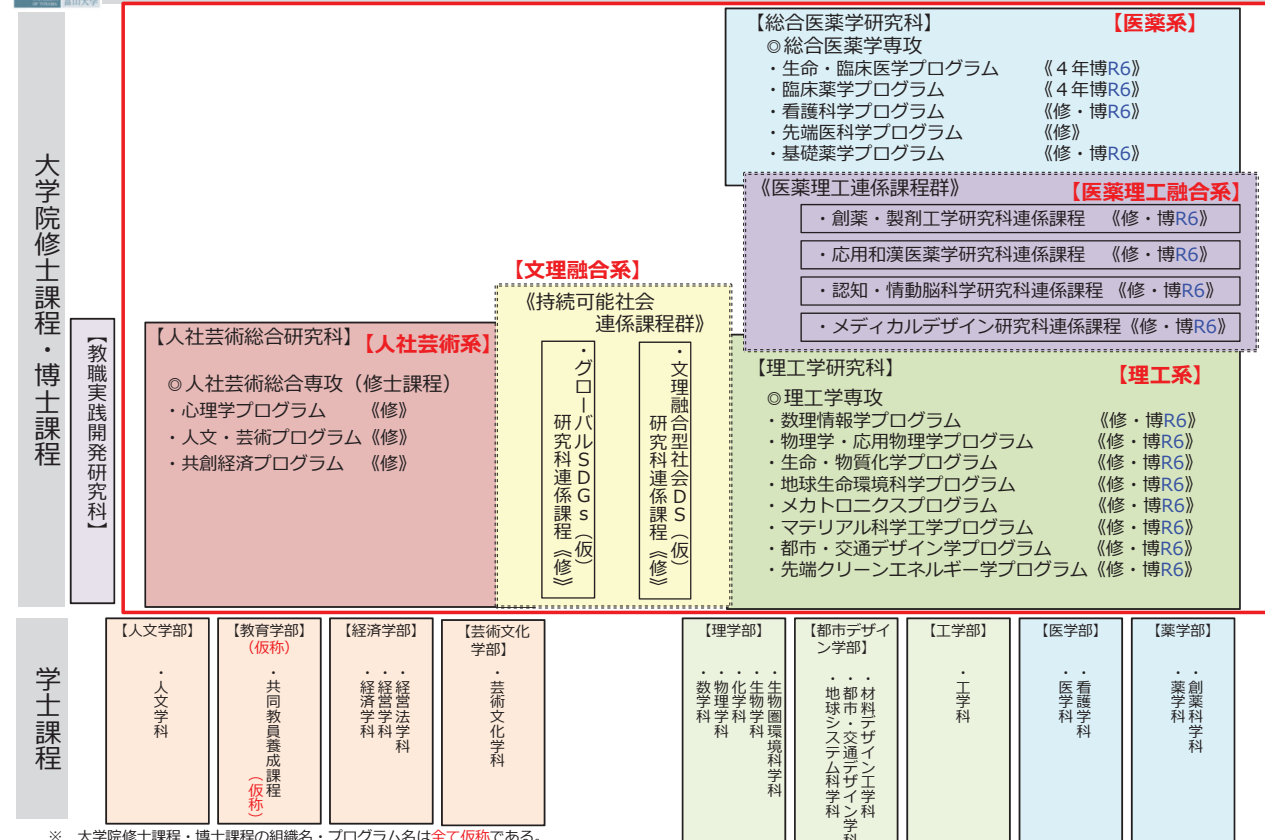 富山大学
大学院修士課程・博士課程
【教職実践開発研究科】
【総合医薬学研究科】 【医薬系】
◎総合医薬学専攻
・生命・臨床医学プログラム 《４年博R6》
・臨床薬学プログラム 《４年博R6》
・看護科学プログラム 《修・博R6》
・先端医科学プログラム 《修》
・基礎薬学プログラム 《修・博R6》
《医薬理工連係課程群》 【医薬理工融合系】
・創薬・製剤工学研究科連係課程 《修・博R6》
・応用和漢医薬学研究科連係課程 《修・博R6》
・認知・情動脳科学研究科連係課程 《修・博R6》
・メディカルデザイン研究科連係課程《修・博R6》
【文理融合系】
《持続可能社会
連係課程群》
・文理融合型社会ＤＳ（仮）
研究科連係課程《修》
・グローバルＳＤＧｓ（仮）
研究科連係課程《修》
【人社芸術総合研究科】 【人社芸術系】
◎人社芸術総合専攻（修士課程）
・心理学プログラム 《修》
・人文・芸術プログラム《修》
・共創経済プログラム 《修》
【理工学研究科】 【理工系】
◎理工学専攻
・数理情報学プログラム 《修・博R6》
・物理学・応用物理学プログラム 《修・博R6》
・生命・物質化学プログラム 《修・博R6》
・地球生命環境科学プログラム 《修・博R6》
・メカトロニクスプログラム 《修・博R6》
・マテリアル科学工学プログラム 《修・博R6》
・都市・交通デザイン学プログラム 《修・博R6》
・先端クリーンエネルギー学プログラム《修・博R6》
学士課程
【人文学部】
・人文学科
【教育学部】
（仮称）
・共同教員養成課程
（仮称）
【経済学部】
・経営法学科
・経営学科
・経済学科
【芸術文化
学部】
・芸術文化学科
【理学部】
・生物圏環境科学科
・生物学科
・化学科
・物理学科
・数学科
【都市デザイ
ン学部】
・材料デザイン工学科
・都市・交通デザイン学科
・地球システム科学科
【工学部】
・工学科
【医学部】
・看護学科
・医学科
【薬学部】
・創薬科学科
・薬学科
※ 大学院修士課程・博士課程の組織名・プログラム名は全て仮称である。